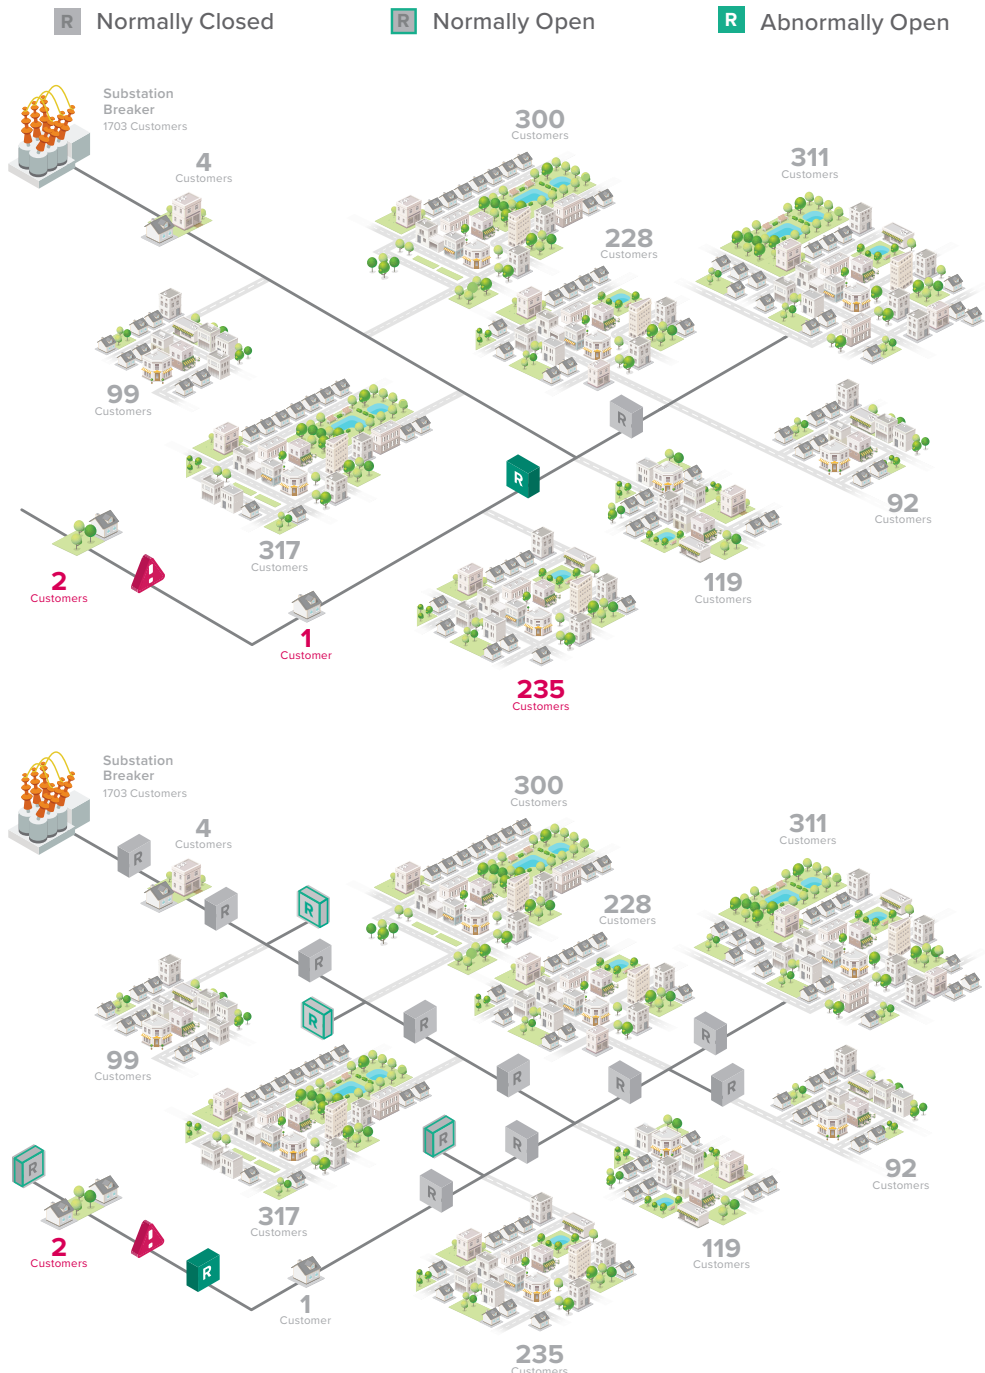 R Normally Closed
R Normally Open
R Abnormally Open
Substation
Breaker
1703 Customers
4
Customers
300
Customers
311
Customers
228
Customers
99
Customers
R
R
92
Customers
317
Customers
2
Customers
119
Customers
1
Customer
235
Customers
Substation
Breaker
1703 Customers
R
4
Customers
300
Customers
311
Customers
R
R
228
Customers
R
R
R
R
99
Customers
R
R
R
R
R
R
R
R
92
Customers
317
Customers
2
Customers
R
119
Customers
1
Customer
235
Customers